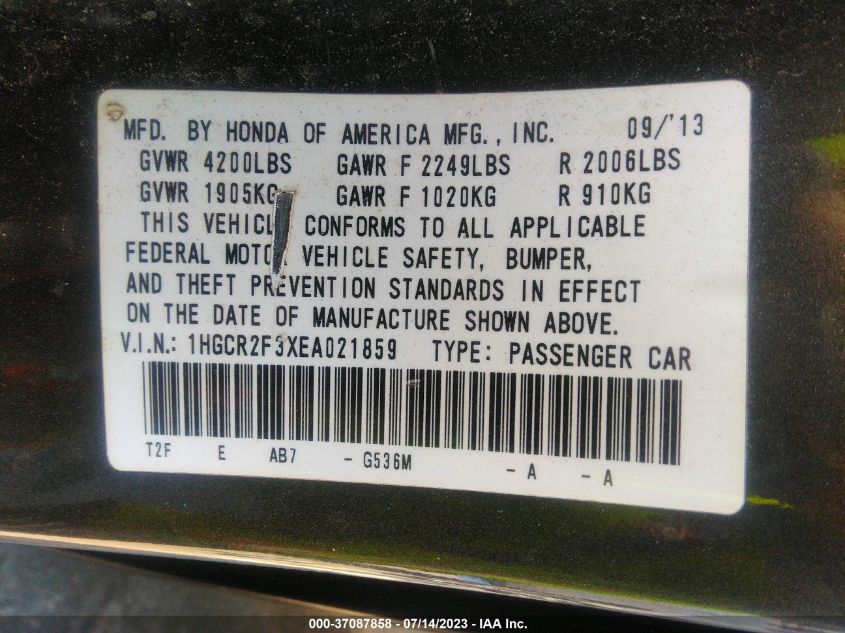 MFD. BY HONDA OF AMERICA MFG., INC. 09/'13
GVWR 4200LBS GAWR F 2249LBS R 2006LBS
GVWR 1905KG GAWR F 1020KG R 910KG
THIS VEHICL CONFORMS TO ALL APPLICABLE
FEDERAL MOTOR VEHICLE SAFETY, BUMPER,
AND THEFT PREVENTION STANDARDS IN EFFECT
ON THE DATE OF MANUFACTURE SHOWN ABOVE.
V.I.N.: 1HGCR2F3XEA021859 TYPE: PASSENGER CAR
T2F E AB7 - G536M - A - A
000-37087858 - 07/14/2023 - IAA Inc.